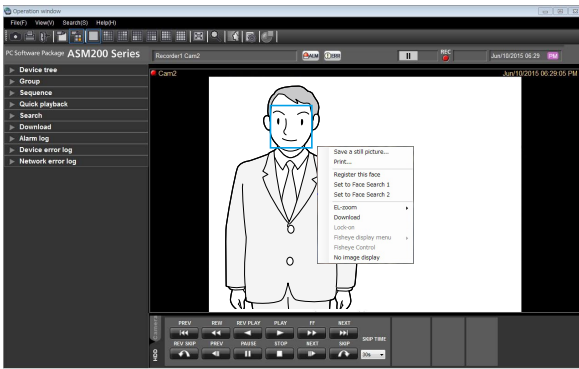 Operation window
File(F) View(V) Search(S) Help(H)
PC Software Package ASM200 Series
Recorder1 Cam2
ALM
ERR
REC
Jun/10/2015 06:29 PM
Device tree
Group
Sequence
Quick playback
Search
Download
Alarm log
Device error log
Network error log
Cam2
Jun/10/2015 06:29:05 PM
Save a still picture...
Print...
Register this face
Set to Face Search 1
Set to Face Search 2
EL-zoom
Download
Lock-on
Fisheye display menu
Fisheye Control
No image display
Camera
HDD
PREV REW REV PLAY PLAY FF NEXT
REV SKIP PREV PAUSE STOP NEXT SKIP
SKIP TIME
30s